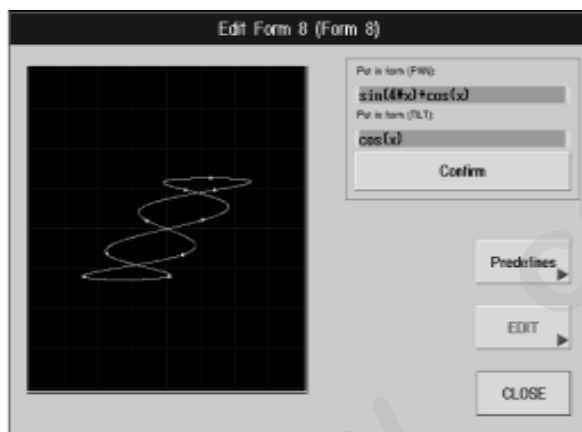 Edit Form 8 (Form 8)
Put in form (PAN):
sin(4*x)+cos(x)
Put in form (TILT):
cos(x)
Confirm
Predefines
EDIT
CLOSE